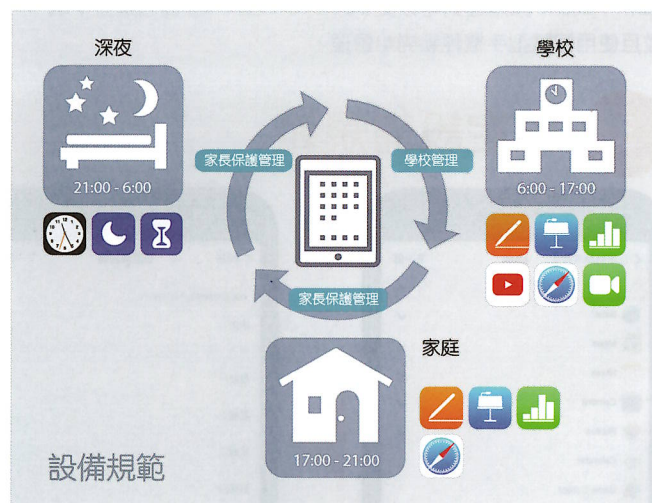 深夜
21:00 - 6:00
學校
6:00 - 17:00
家長保護管理
學校管理
家長保護管理
家庭
17:00 - 21:00
設備規範